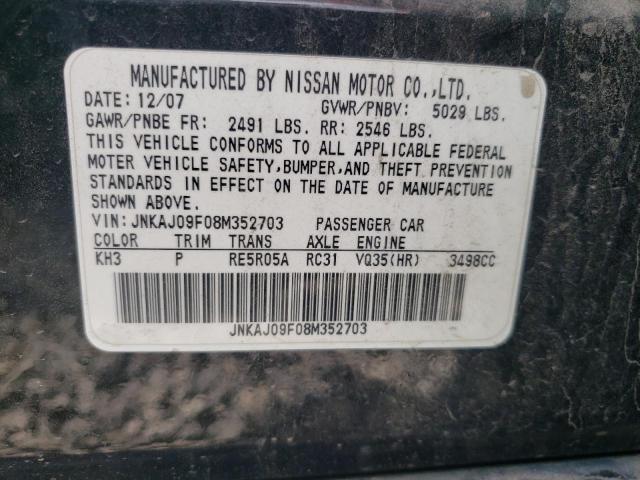 MANUFACTURED BY NISSAN MOTOR CO.,LTD.
DATE: 12/07 GVWR/PNBV: 5029 LBS.
GAWR/PNBE FR: 2491 LBS. RR: 2546 LBS.
THIS VEHICLE CONFORMS TO ALL APPLICABLE FEDERAL
MOTER VEHICLE SAFETY,BUMPER,AND THEFT PREVENTION
STANDARDS IN EFFECT ON THE DATE OF MANUFACTURE
SHOWN ABOVE.
VIN: JNKAJ09F08M352703 PASSENGER CAR
COLOR TRIM TRANS AXLE ENGINE
KH3 P RE5R05A RC31 VQ35(HR) 3498CC
JNKAJ09F08M352703